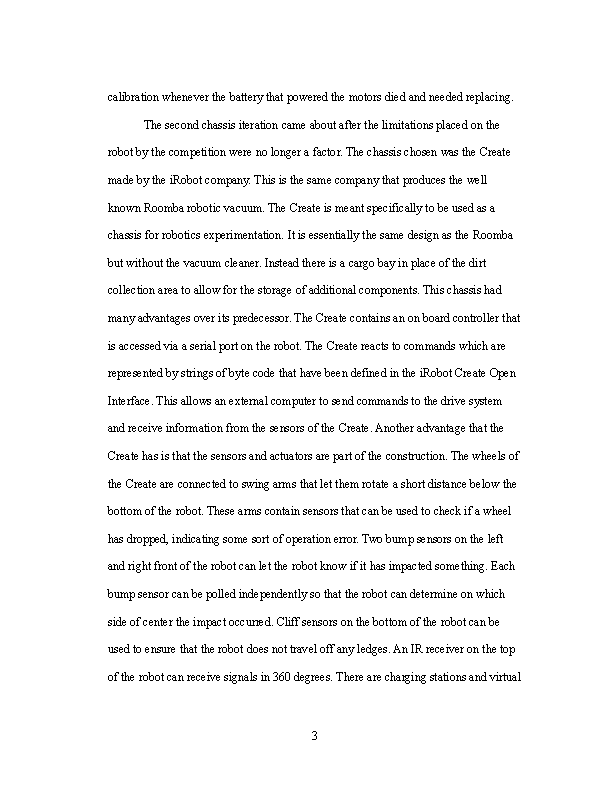 calibration whenever the battery that powered the motors died and needed replacing.
The second chassis iteration came about after the limitations placed on the
robot by the competition were no longer a factor. The chassis chosen was the Create
made by the iRobot company. This is the same company that produces the well
known Roomba robotic vacuum. The Create is meant specifically to be used as a
chassis for robotics experimentation. It is essentially the same design as the Roomba
but without the vacuum cleaner. Instead there is a cargo bay in place of the dirt
collection area to allow for the storage of additional components. This chassis had
many advantages over its predecessor. The Create contains an on board controller that
is accessed via a serial port on the robot. The Create reacts to commands which are
represented by strings of byte code that have been defined in the iRobot Create Open
Interface. This allows an external computer to send commands to the drive system
and receive information from the sensors of the Create. Another advantage that the
Create has is that the sensors and actuators are part of the construction. The wheels of
the Create are connected to swing arms that let them rotate a short distance below the
bottom of the robot. These arms contain sensors that can be used to check if a wheel
has dropped, indicating some sort of operation error. Two bump sensors on the left
and right front of the robot can let the robot know if it has impacted something. Each
bump sensor can be polled independently so that the robot can determine on which
side of center the impact occurred. Cliff sensors on the bottom of the robot can be
used to ensure that the robot does not travel off any ledges. An IR receiver on the top
of the robot can receive signals in 360 degrees. There are charging stations and virtual
3